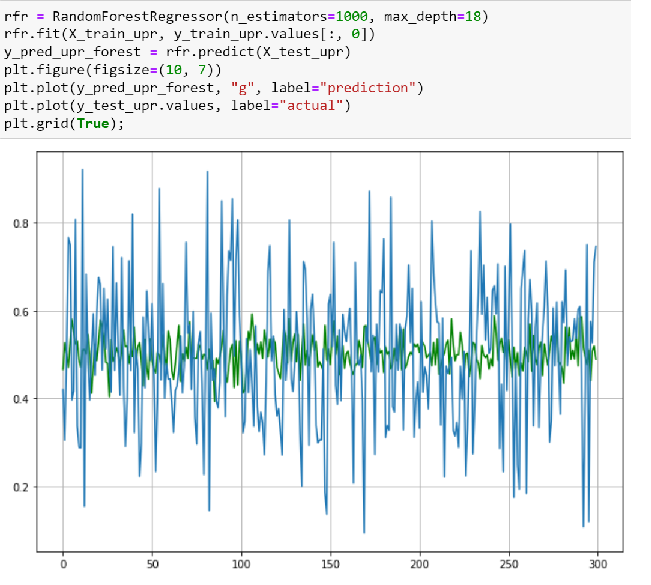 rfr = RandomForestRegressor(n_estimators=1000, max_depth=18)
rfr.fit(X_train_upr, y_train_upr.values[:, 0])
y_pred_upr_forest = rfr.predict(X_test_upr)
plt.figure(figsize=(10, 7))
plt.plot(y_pred_upr_forest, "g", label="prediction")
plt.plot(y_test_upr.values, label="actual")
plt.grid(True);
0.8
0.6
0.4
0.2
0 50 100 150 200 250 300